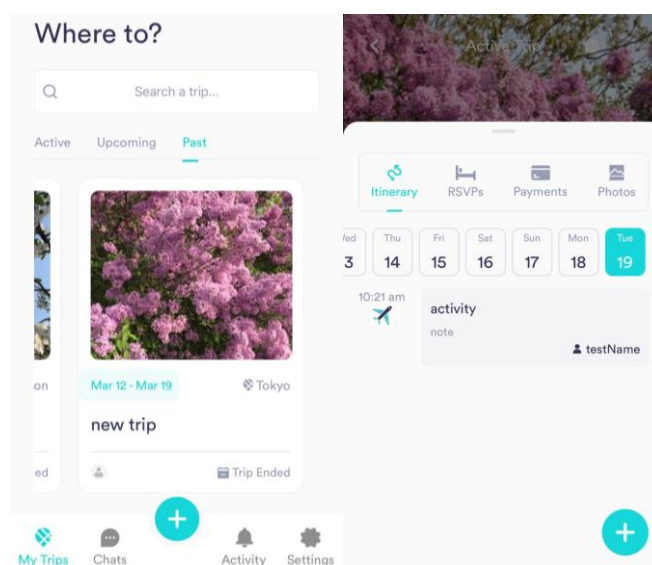 Where to?
Search a trip...
Active Upcoming Past
on
Mar 12 - Mar 19 Tokyo
new trip
ed
Trip Ended
My Trips Chats Activity Settings
Active Trip
Itinerary RSVPs Payments Photos
Thu Fri Sat Sun Mon Tue
3 14 15 16 17 18 19
10:21 am
activity
note
testName